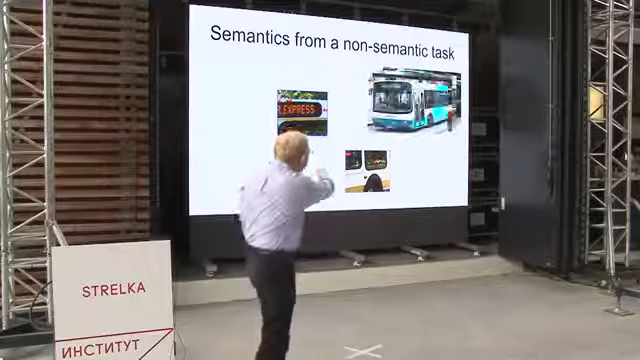 Semantics from a non-semantic task
EXPRESS
STRELKA
ИНСТИТУТ